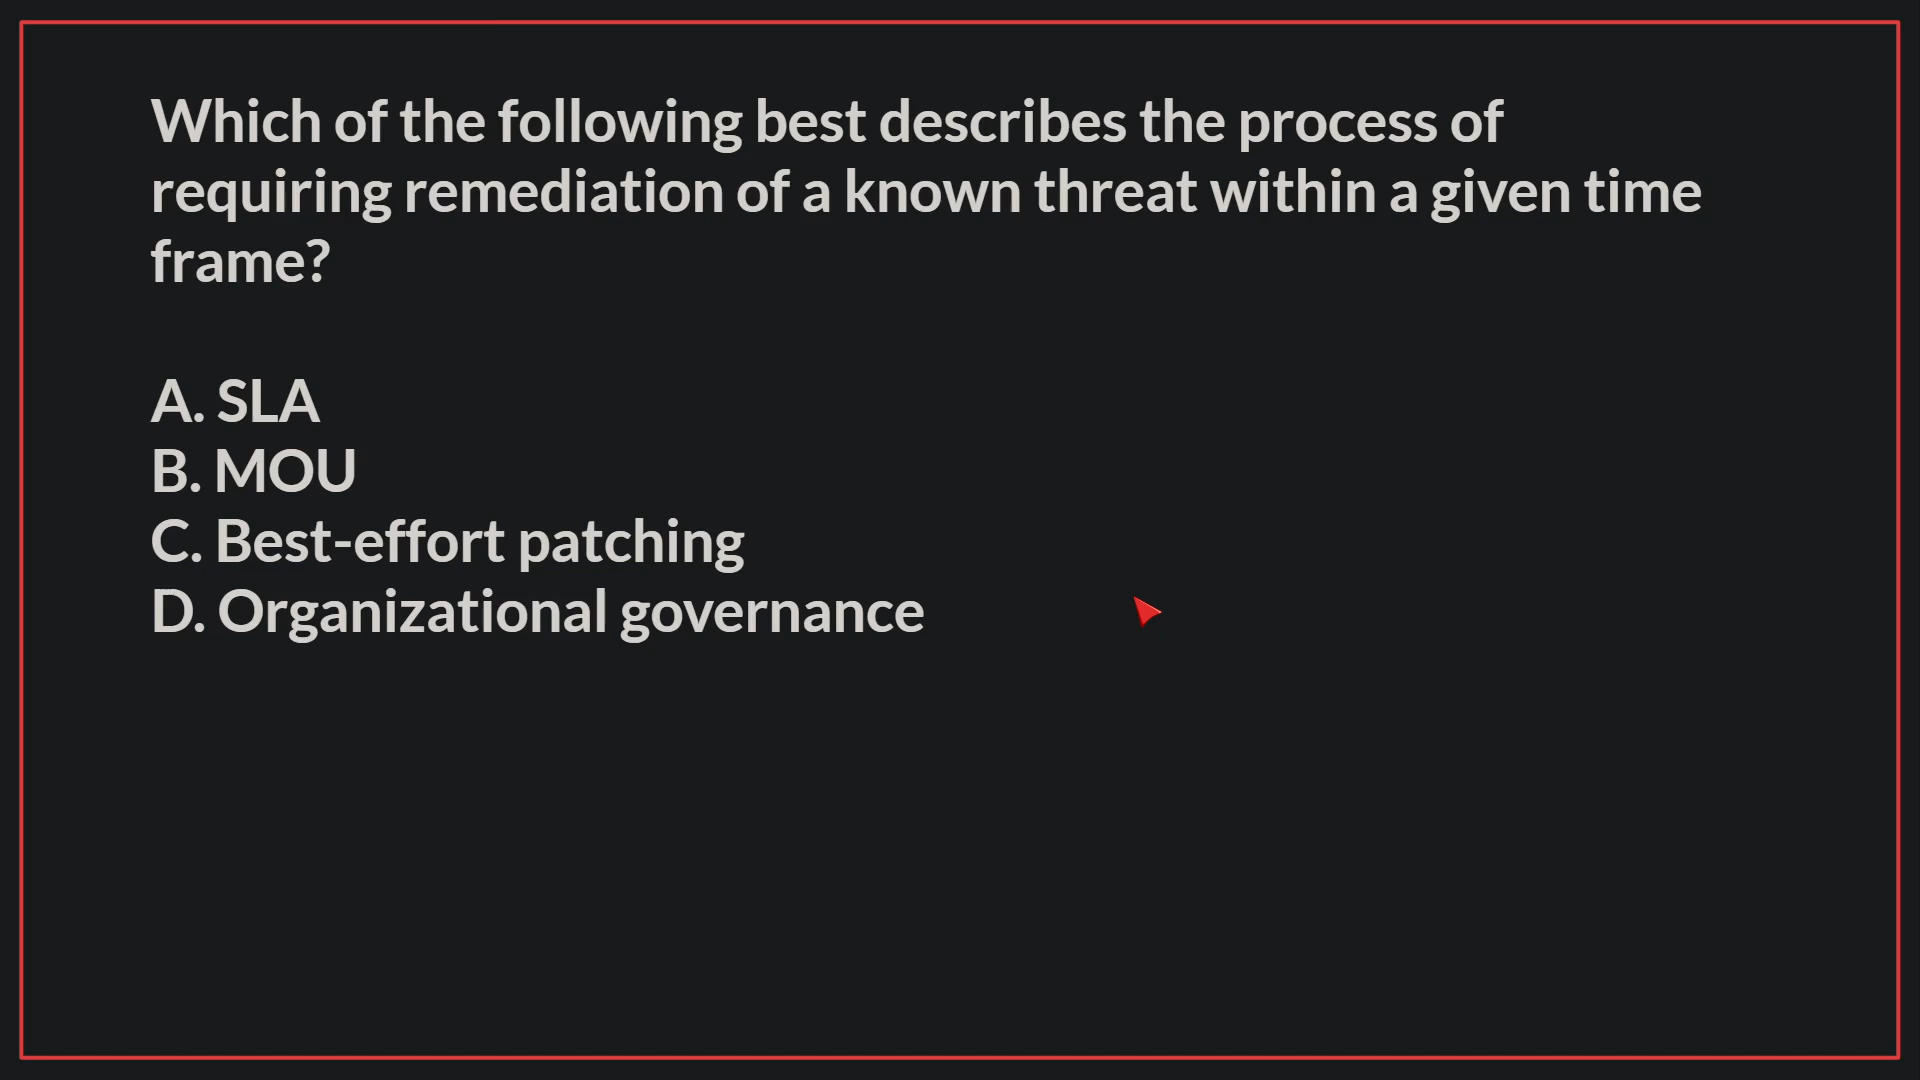 Which of the following best describes the process of
requiring remediation of a known threat within a given time
frame?
A. SLA
B. MOU
C. Best-effort patching
D. Organizational governance